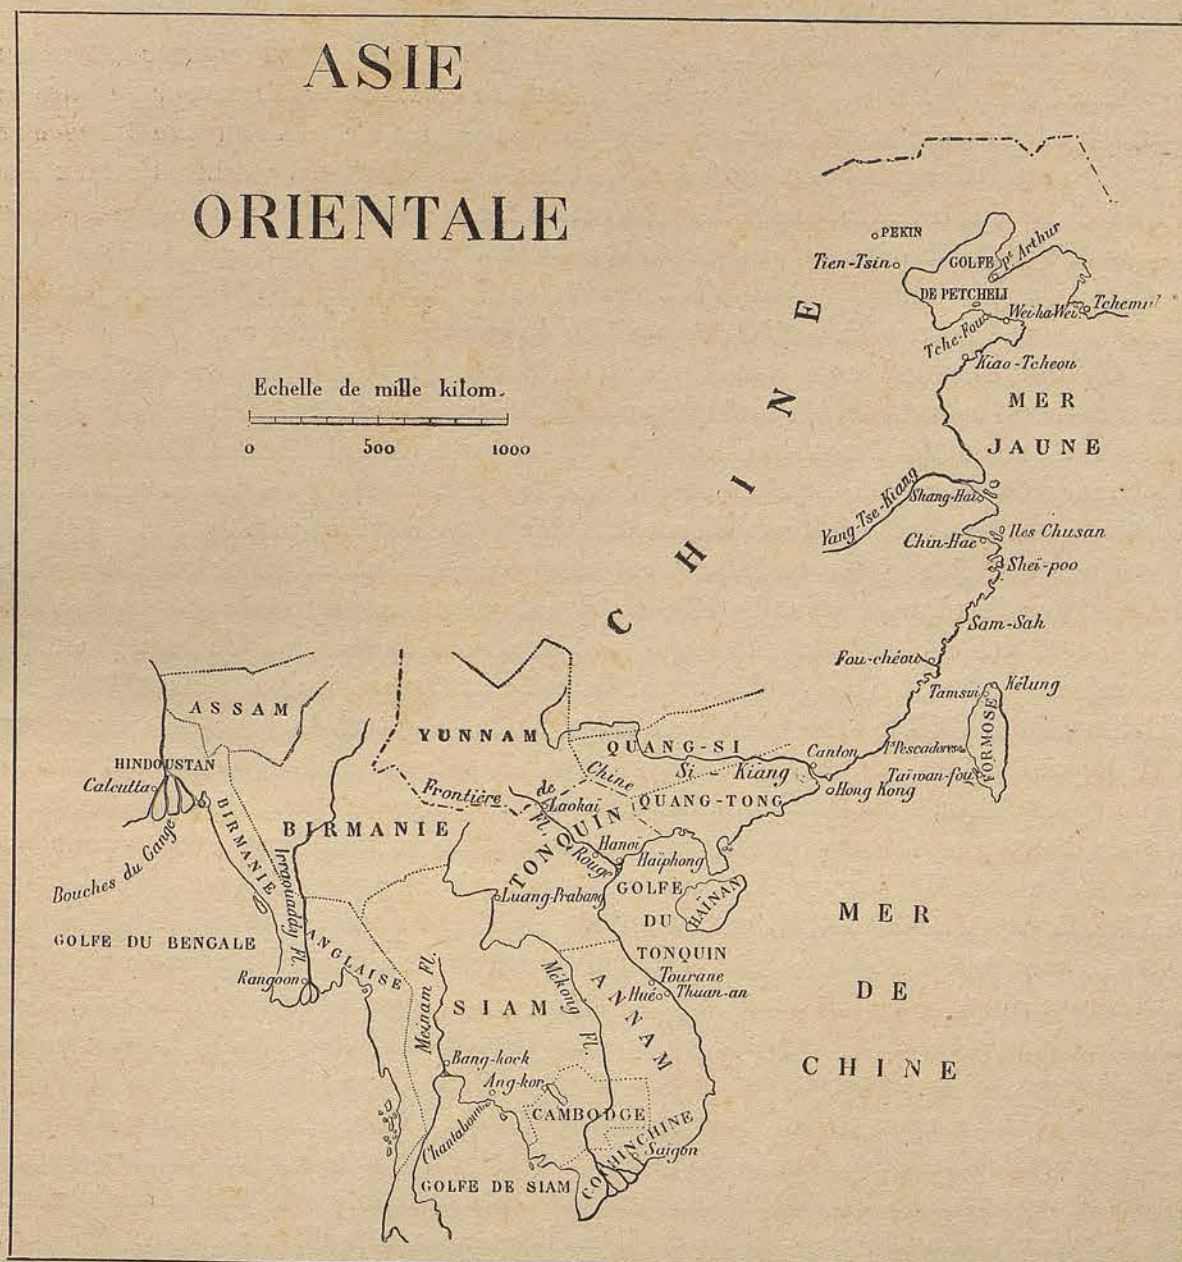 ASIE
ORIENTALE
PEKIN
Tien-Tsin
GOLFE
DE PETCHELI
Pt Arthur
Wei-ha-Wei
Tche-Fou
Kiao-Tcheou
Echelle de mille kilom.
0 500 1000
MER
JAUNE
CHINE
Yang-Tse-Kiang
Shang-Haï
Iles Chusan
Chin-Hae
Sheï-poo
Sam-Sah
Fou-chéou
Tamsui
Kélung
FORMOSE
Pescadores
Taïwan-fou
ASSAM
YUNNAM
QUANG-SI
Canton
HINDOUSTAN
Calcutta
Si-Kiang
Hong Kong
QUANG-TONG
Frontière de Chine
Laokaï
BIRMANIE
BIRMANIE ANGLAISE
Irraouaddy Fl.
Bouches du Gange
TONQUIN
Fl. Rouge
Hanoï
Haïphong
Luang-Prabang
GOLFE
DU
TONQUIN
HAÏNAN
MER
DE
CHINE
GOLFE DU BENGALE
Rangoon
Meïnam Fl.
SIAM
Mékong Fl.
ANNAM
Tourane
Hué
Thuan-an
Bang-kock
Ang-kor
Chantaboun
CAMBODGE
COCHINCHINE
Saïgon
GOLFE DE SIAM